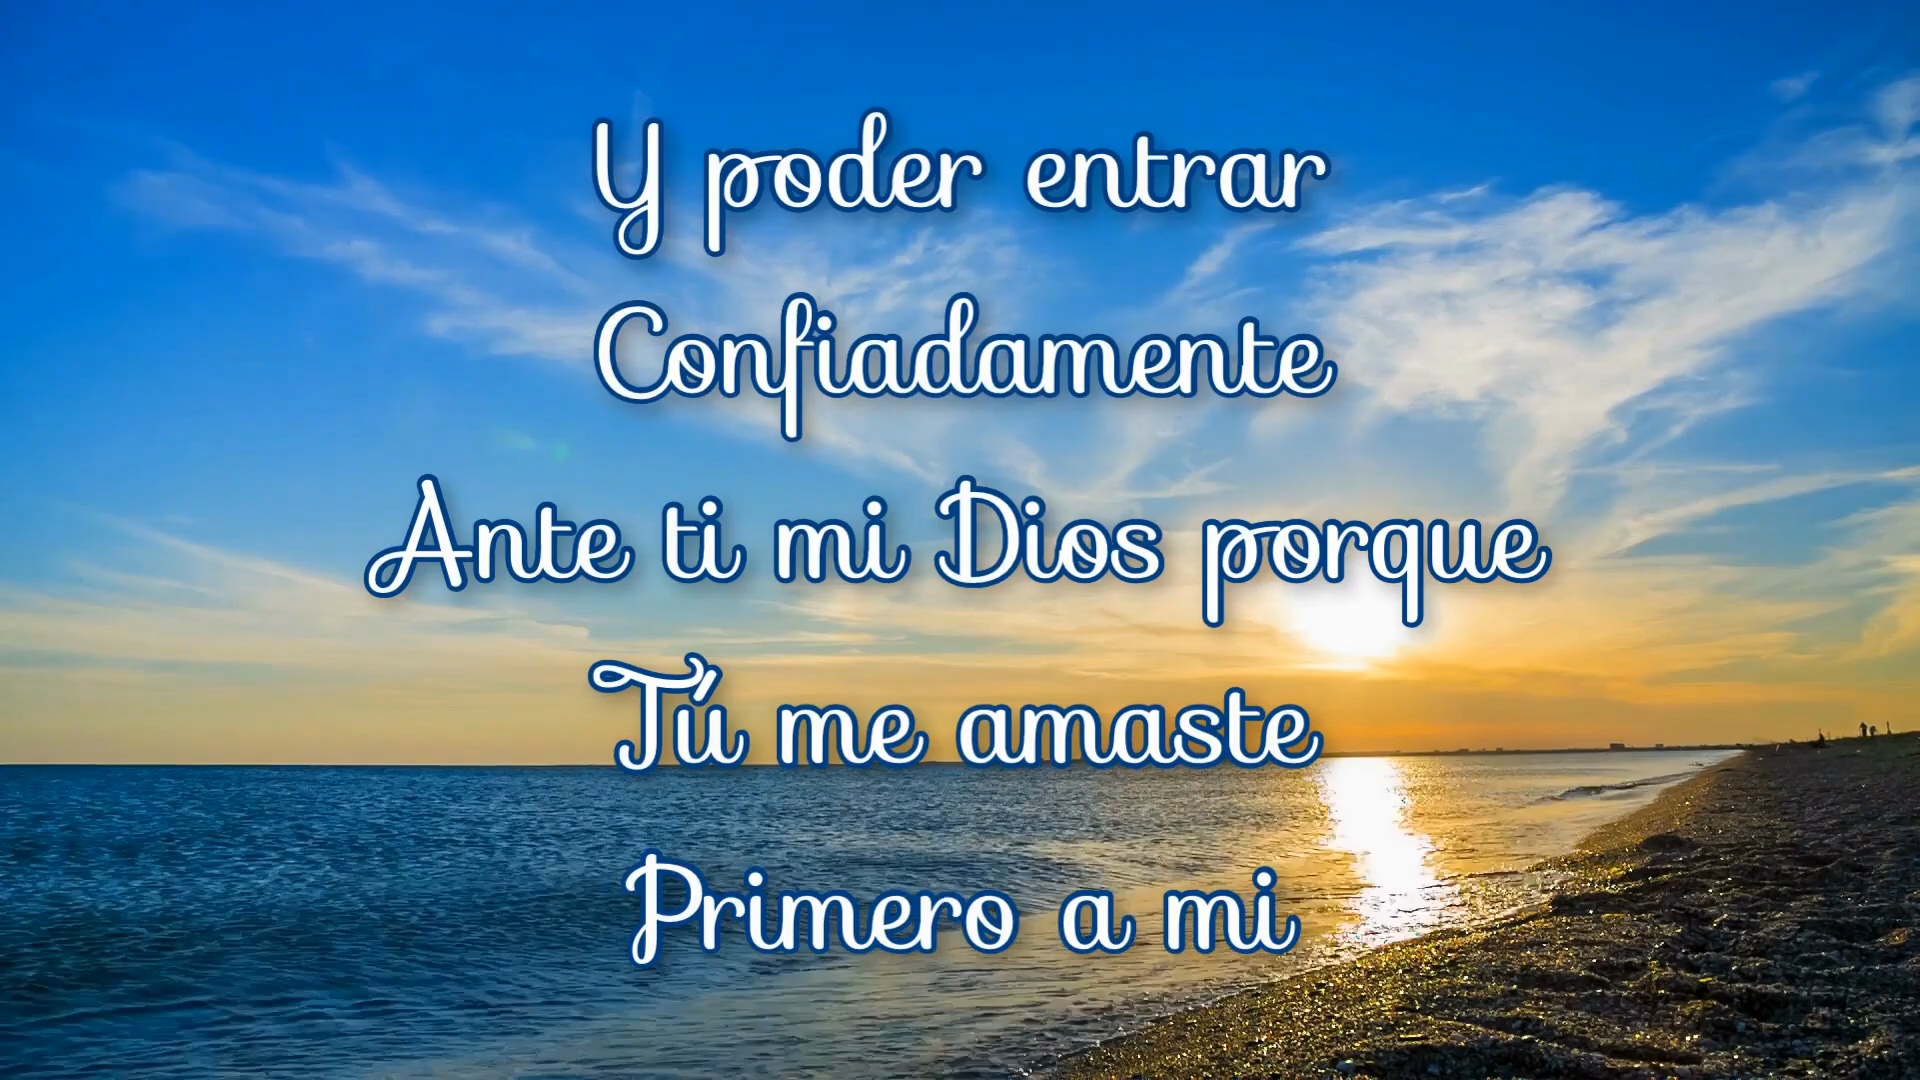 Y poder entrar
Confiadamente
Ante ti mi Dios porque
Tú me amaste
Primero a mi